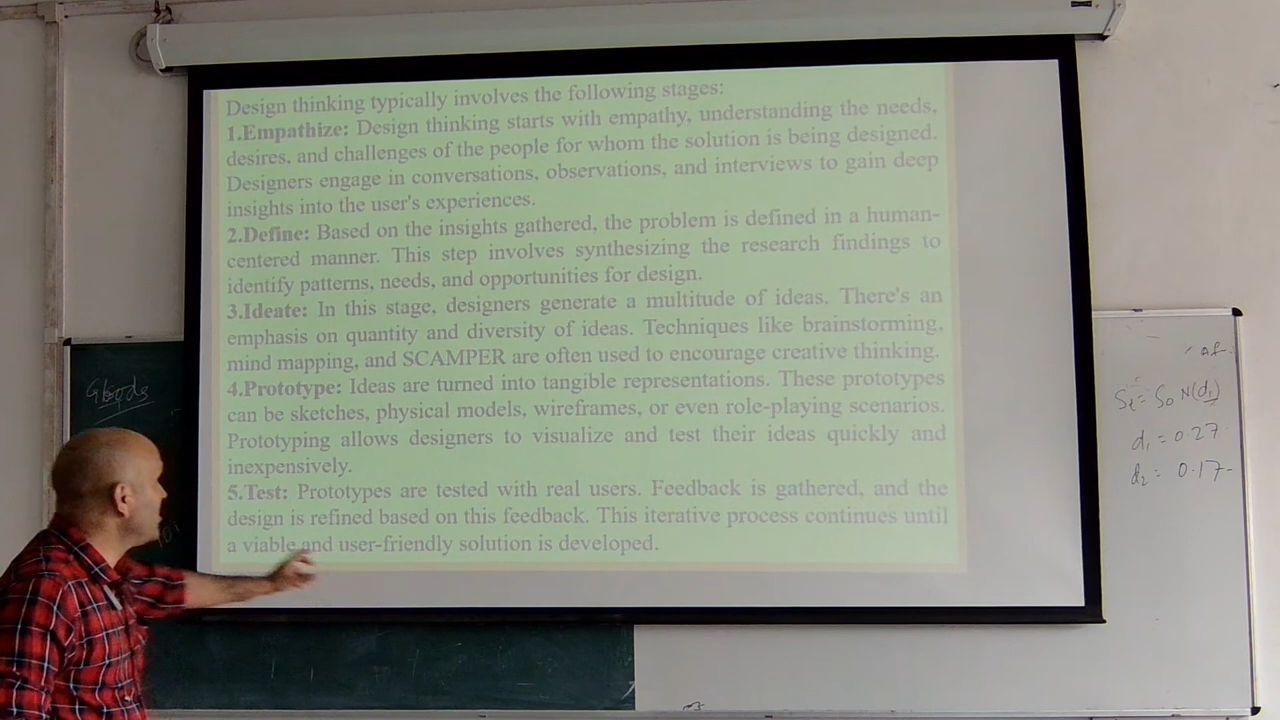 Design thinking typically involves the following stages:
1.Empathize: Design thinking starts with empathy, understanding the needs,
desires, and challenges of the people for whom the solution is being designed.
Designers engage in conversations, observations, and interviews to gain deep
insights into the user's experiences.
2.Define: Based on the insights gathered, the problem is defined in a human-
centered manner. This step involves synthesizing the research findings to
identify patterns, needs, and opportunities for design.
3.Ideate: In this stage, designers generate a multitude of ideas. There's an
emphasis on quantity and diversity of ideas. Techniques like brainstorming,
mind mapping, and SCAMPER are often used to encourage creative thinking.
4.Prototype: Ideas are turned into tangible representations. These prototypes
can be sketches, physical models, wireframes, or even role-playing scenarios.
Prototyping allows designers to visualize and test their ideas quickly and
inexpensively.
5.Test: Prototypes are tested with real users. Feedback is gathered, and the
design is refined based on this feedback. This iterative process continues until
a viable and user-friendly solution is developed.
d₁ = 0.27
d₂ = 0.17